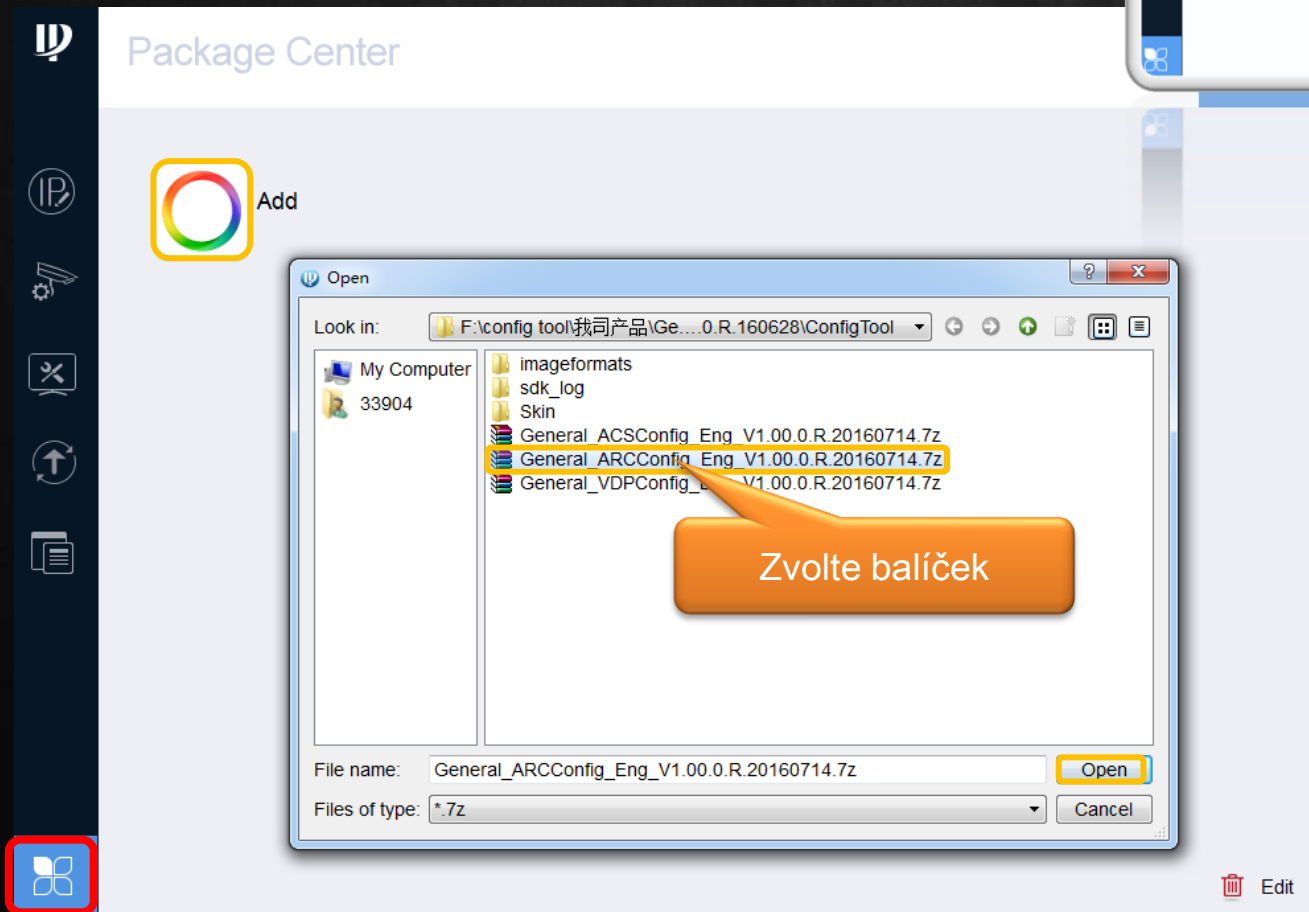 Package Center
Add
Open
Look in:
F:\config tool\我司产品\Ge....0.R.160628\ConfigTool
My Computer
33904
imageformats
sdk_log
Skin
General_ACSConfig_Eng_V1.00.0.R.20160714.7z
General_ARCConfig_Eng_V1.00.0.R.20160714.7z
General_VDPConfig_ V1.00.0.R.20160714.7z
Zvolte balíček
File name:
General_ARCConfig_Eng_V1.00.0.R.20160714.7z
Open
Files of type:
*.7z
Cancel
Edit